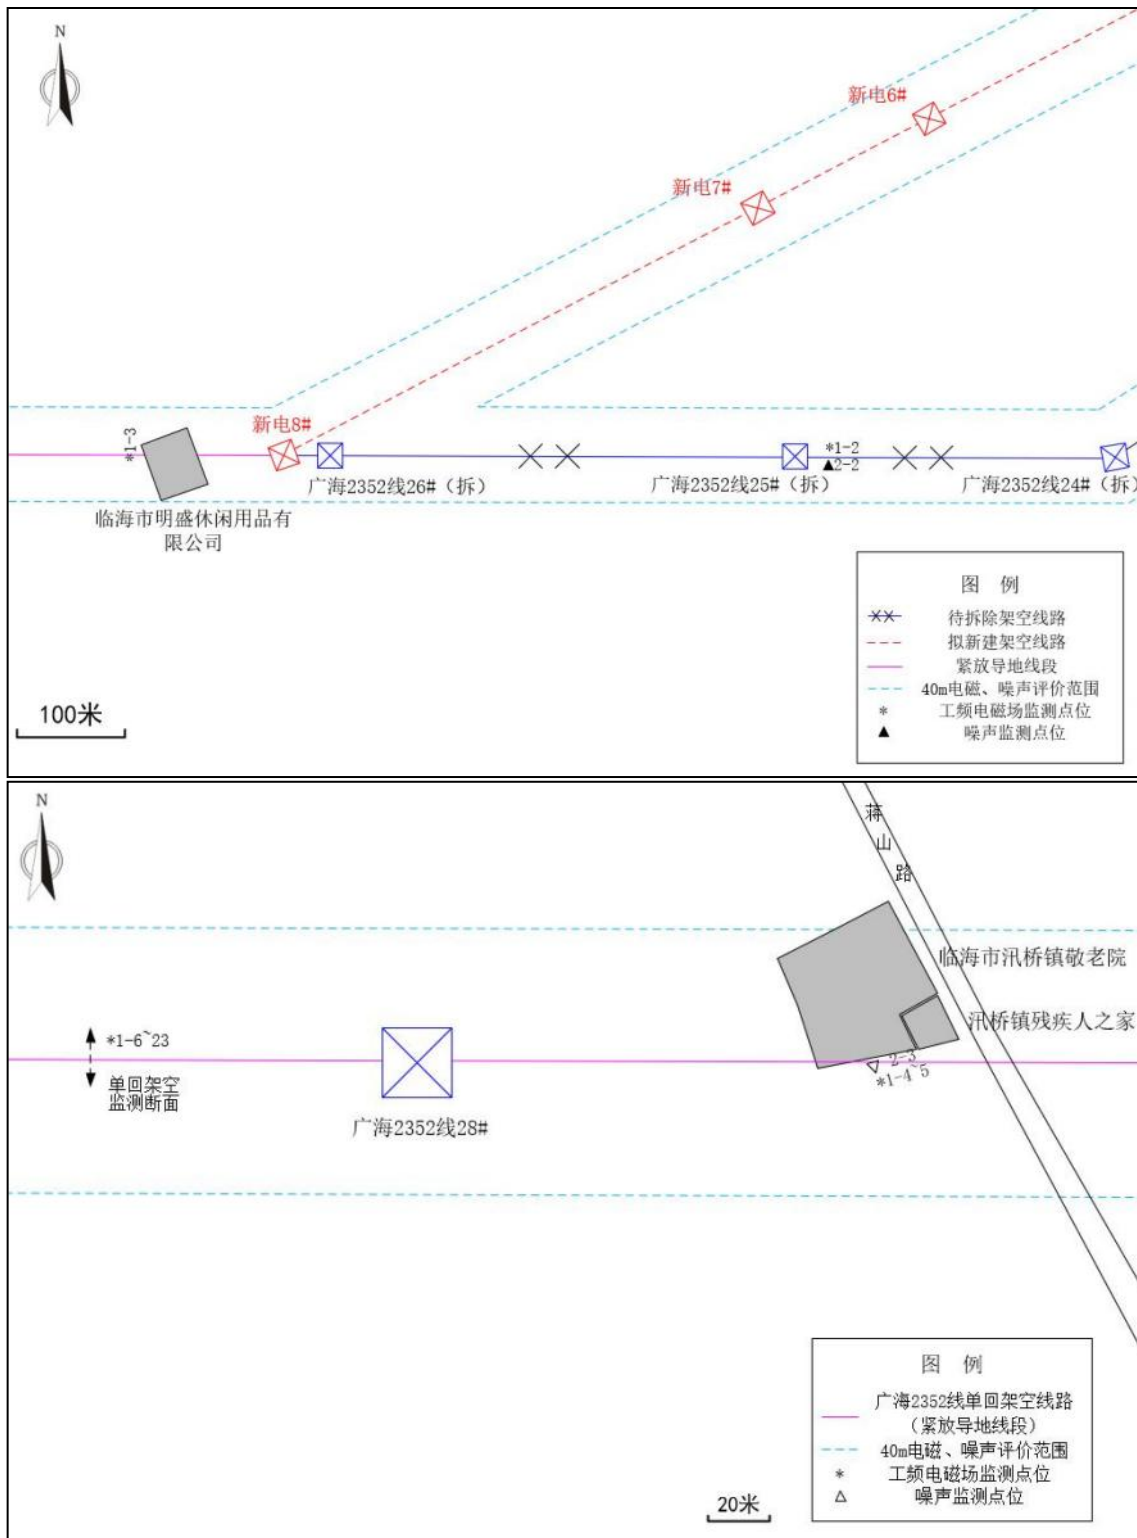 N
新电6#
新电7#
新电8#
*1-3
*1-2
▲2-2
广海2352线26#（拆）
广海2352线25#（拆）
广海2352线24#（拆）
临海市明盛休闲用品有
限公司
图 例
待拆除架空线路
拟新建架空线路
紧放导地线段
40m电磁、噪声评价范围
* 工频电磁场监测点位
▲ 噪声监测点位
100米
N
蒋
山
路
临海市汛桥镇敬老院
汛桥镇残疾人之家
*1-6~23
单回架空
监测断面
△ 2-3
*1-4~5
广海2352线28#
图 例
广海2352线单回架空线路
（紧放导地线段）
40m电磁、噪声评价范围
* 工频电磁场监测点位
△ 噪声监测点位
20米